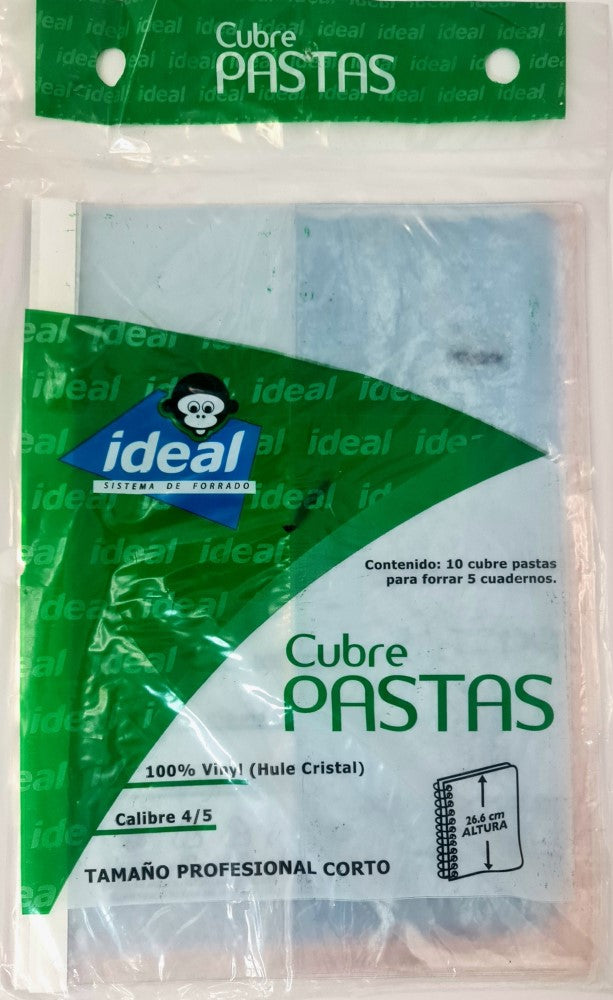 Cubre
PASTAS
ideal
SISTEMA DE FORRADO
Contenido: 10 cubre pastas
para forrar 5 cuadernos.
Cubre
PASTAS
100% Vinyl (Hule Cristal)
Calibre 4/5
TAMAÑO PROFESIONAL CORTO
26.6 cm
ALTURA